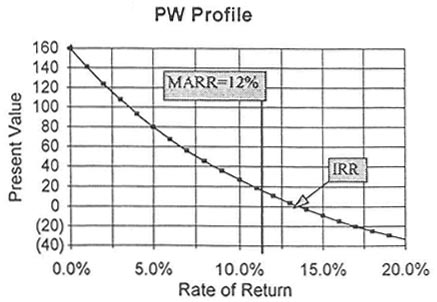 PW Profile
160
140
120
100
80
60
40
20
0
(20)
(40)
Present Value
MARR=12%
IRR
0.0% 5.0% 10.0% 15.0% 20.0%
Rate of Return